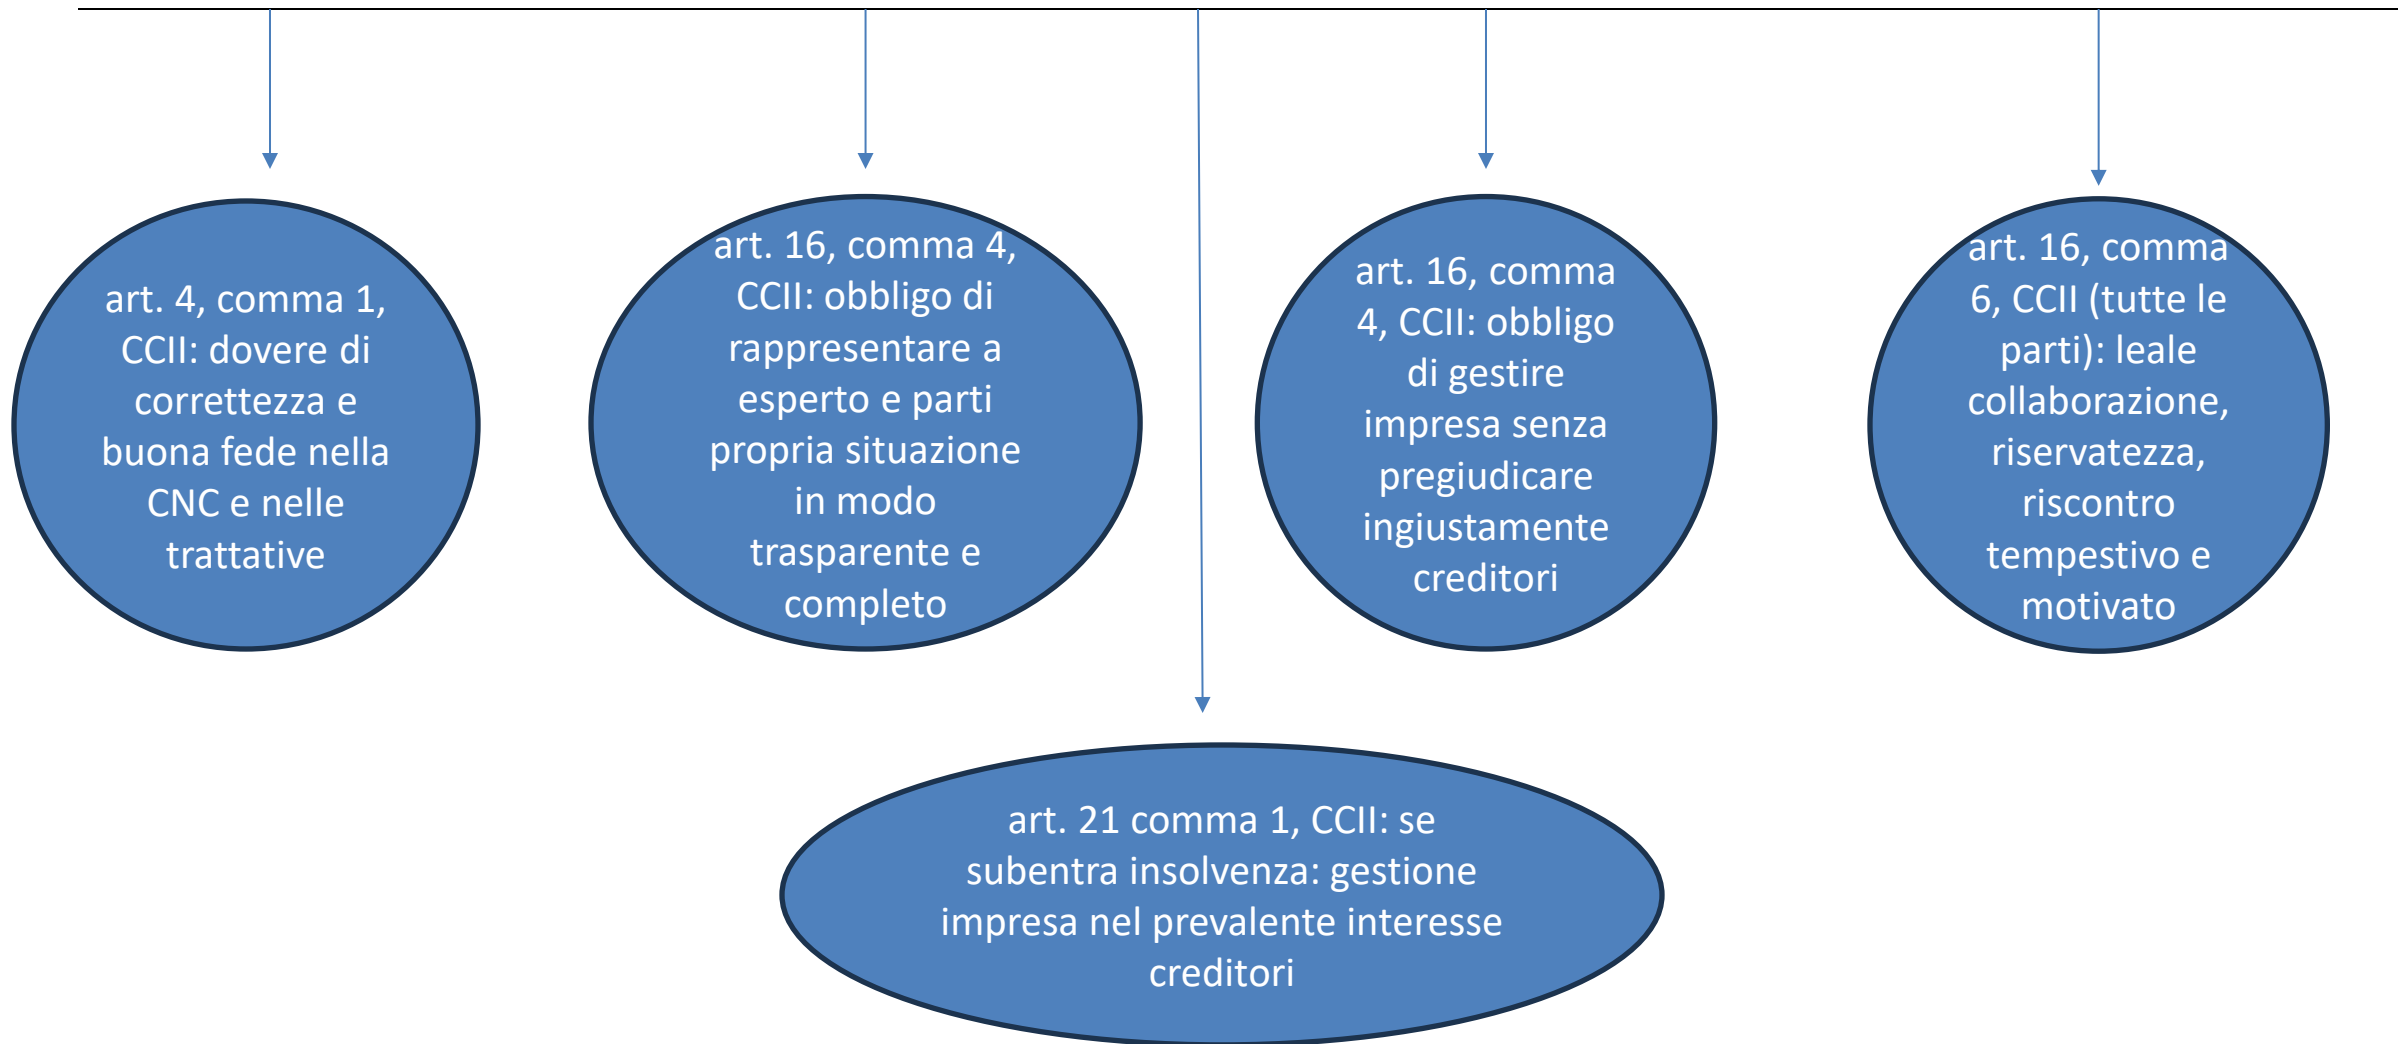 art. 4, comma 1,
CCII: dovere di
correttezza e
buona fede nella
CNC e nelle
trattative
art. 16, comma 4,
CCII: obbligo di
rappresentare a
esperto e parti
propria situazione
in modo
trasparente e
completo
art. 16, comma
4, CCII: obbligo
di gestire
impresa senza
pregiudicare
ingiustamente
creditori
art. 16, comma
6, CCII (tutte le
parti): leale
collaborazione,
riservatezza,
riscontro
tempestivo e
motivato
art. 21 comma 1, CCII: se
subentra insolvenza: gestione
impresa nel prevalente interesse
creditori